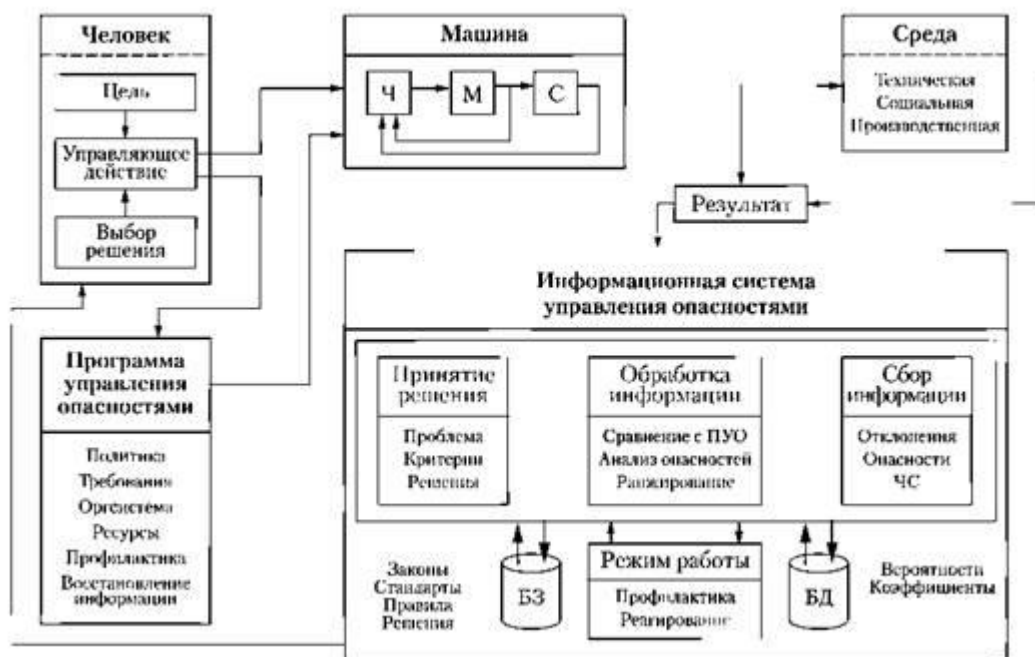 Человек
Цель
Управляющее
действие
Выбор
решения
Машина
Ч
М
С
Среда
Техническая
Социальная
Производственная
Результат
Программа
управления
опасностями
Политика
Требования
Оргсистема
Ресурсы
Профилактика
Восстановление
информации
Информационная система
управления опасностями
Принятие
решения
Проблема
Критерии
Решения
Обработка
информации
Сравнение с ПУО
Анализ опасностей
Ранжирование
Сбор
информации
Отклонения
Опасности
ЧС
Законы
Стандарты
Правила
Решения
БЗ
Режим работы
Профилактика
Реагирование
БД
Вероятности
Коэффициенты